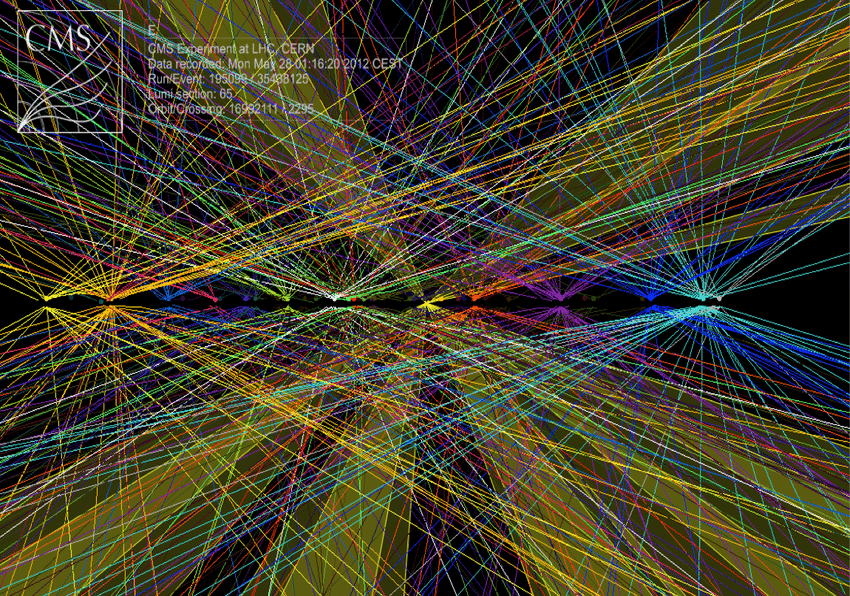 CMS
E
CMS Experiment at LHC, CERN
Data recorded: Mon May 28 01:16:20 2012 CEST
Run/Event: 195099 / 35438125
Lumi section: 65
Orbit/Crossing: 16992111 / 2295